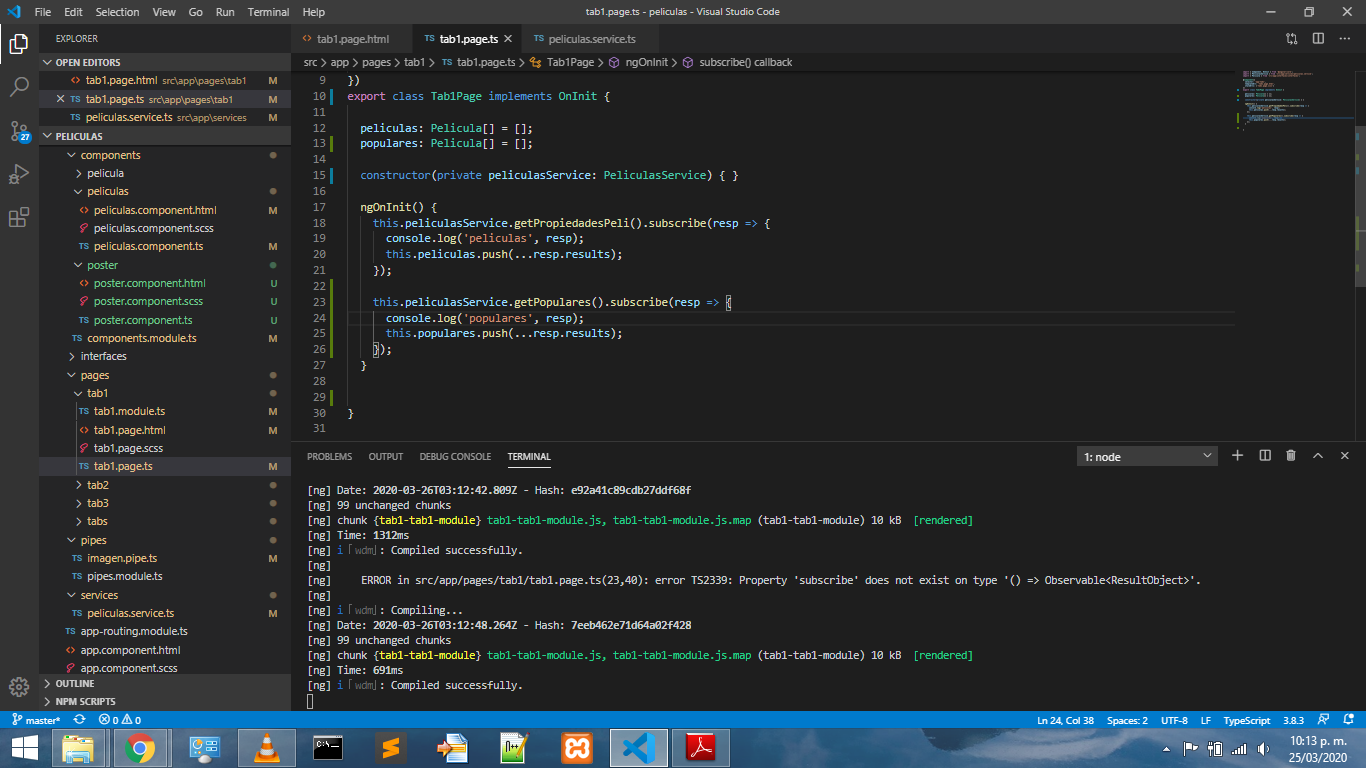 File Edit Selection View Go Run Terminal Help tab1.page.ts - peliculas - Visual Studio Code
EXPLORER
OPEN EDITORS
tab1.page.html src\app\pages\tab1 M
tab1.page.ts src\app\pages\tab1 M
peliculas.service.ts src\app\services M
PELICULAS
components
pelicula
peliculas
peliculas.component.html M
peliculas.component.scss
TS peliculas.component.ts M
poster
poster.component.html U
poster.component.scss U
TS poster.component.ts U
TS components.module.ts M
interfaces
pages
tab1
TS tab1.module.ts M
tab1.page.html M
tab1.page.scss
TS tab1.page.ts M
tab2
tab3
tabs
pipes
TS imagen.pipe.ts M
TS pipes.module.ts
services
TS peliculas.service.ts M
TS app-routing.module.ts
app.component.html
app.component.scss
OUTLINE
NPM SCRIPTS
27
tab1.page.html TS tab1.page.ts TS peliculas.service.ts
src > app > pages > tab1 > TS tab1.page.ts > Tab1Page > ngOnInit > subscribe() callback
9 })
10 export class Tab1Page implements OnInit {
11
12 peliculas: Pelicula[] = [];
13 populares: Pelicula[] = [];
14
15 constructor(private peliculasService: PeliculasService) { }
16
17 ngOnInit() {
18 this.peliculasService.getPropiedadesPeli().subscribe(resp => {
19 console.log('peliculas', resp);
20 this.peliculas.push(...resp.results);
21 });
22
23 this.peliculasService.getPopulares().subscribe(resp => {
24 console.log('populares', resp);
25 this.populares.push(...resp.results);
26 });
27 }
28
29
30 }
31
PROBLEMS OUTPUT DEBUG CONSOLE TERMINAL 1: node
[ng] Date: 2020-03-26T03:12:42.809Z - Hash: e92a41c89cdb27ddf68f
[ng] 99 unchanged chunks
[ng] chunk {tab1-tab1-module} tab1-tab1-module.js, tab1-tab1-module.js.map (tab1-tab1-module) 10 kB [rendered]
[ng] Time: 1312ms
[ng] i ｢wdm｣: Compiled successfully.
[ng]
[ng] ERROR in src/app/pages/tab1/tab1.page.ts(23,40): error TS2339: Property 'subscribe' does not exist on type '() => Observable<ResultObject>'.
[ng]
[ng] i ｢wdm｣: Compiling...
[ng] Date: 2020-03-26T03:12:48.264Z - Hash: 7eeb462e71d64a02f428
[ng] 99 unchanged chunks
[ng] chunk {tab1-tab1-module} tab1-tab1-module.js, tab1-tab1-module.js.map (tab1-tab1-module) 10 kB [rendered]
[ng] Time: 691ms
[ng] i ｢wdm｣: Compiled successfully.
master* 0 0 Ln 24, Col 38 Spaces: 2 UTF-8 LF TypeScript 3.8.3
10:13 p. m.
25/03/2020